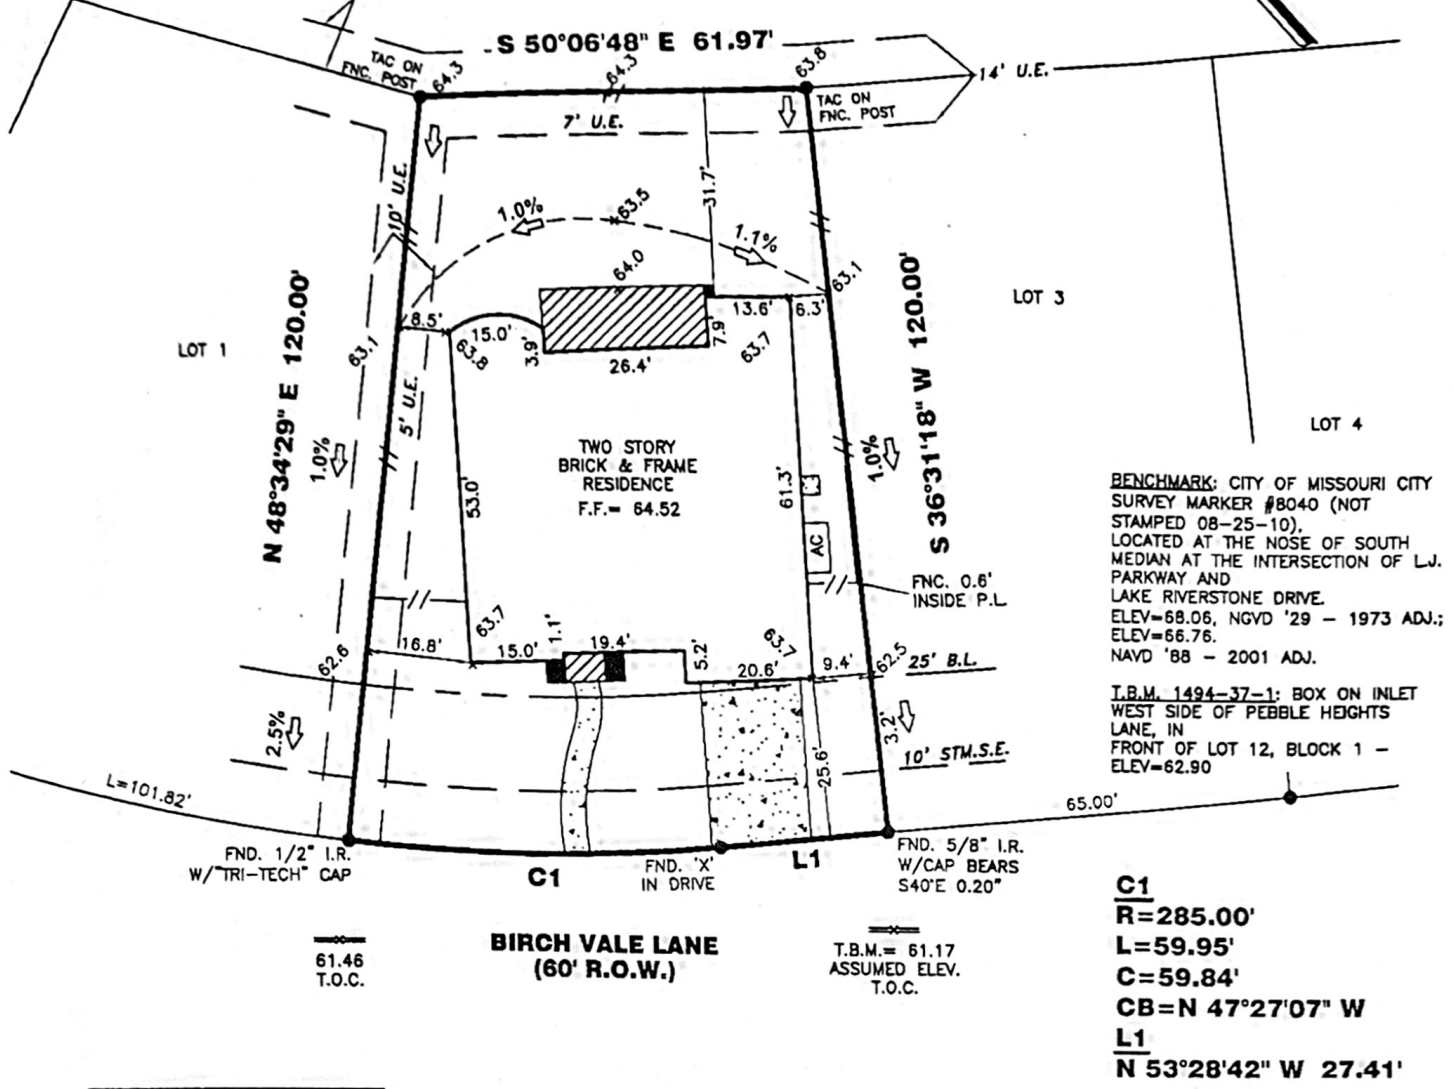 S 50°06'48" E 61.97'
TAC ON
FNC. POST
64.3
64.3
63.8
14' U.E.
TAC ON
FNC. POST
7' U.E.
10' U.E.
31.7'
1.0%
63.5
1.1%
64.0
63.1
13.6'
6.3'
LOT 3
8.5'
15.0'
63.8
3.9'
26.4'
7.9
63.7
63.1
LOT 1
N 48°34'29" E 120.00'
S 36°31'18" W 120.00'
5' U.E.
1.0%
1.0%
LOT 4
TWO STORY
BRICK & FRAME
RESIDENCE
F.F.= 64.52
53.0'
61.3'
AC
FNC. 0.6'
INSIDE P.L.
BENCHMARK: CITY OF MISSOURI CITY
SURVEY MARKER #8040 (NOT
STAMPED 08-25-10),
LOCATED AT THE NOSE OF SOUTH
MEDIAN AT THE INTERSECTION OF L.J.
PARKWAY AND
LAKE RIVERSTONE DRIVE.
ELEV=68.06, NGVD '29 - 1973 ADJ.;
ELEV=66.76.
NAVD '88 - 2001 ADJ.
T.B.M. 1494-37-1: BOX ON INLET
WEST SIDE OF PEBBLE HEIGHTS
LANE, IN
FRONT OF LOT 12, BLOCK 1 -
ELEV=62.90
63.7
62.6
16.8'
15.0'
1.1'
19.4'
5.2'
63.7
20.6'
9.4'
62.5
25' B.L.
2.5%
3.2'
10' STM.S.E.
25.6'
L=101.82'
65.00'
FND. 1/2" I.R.
W/"TRI-TECH" CAP
C1
FND. 'X'
IN DRIVE
L1
FND. 5/8" I.R.
W/CAP BEARS
S40°E 0.20"
61.46
T.O.C.
BIRCH VALE LANE
(60' R.O.W.)
T.B.M.= 61.17
ASSUMED ELEV.
T.O.C.
C1
R=285.00'
L=59.95'
C=59.84'
CB=N 47°27'07" W
L1
N 53°28'42" W 27.41'